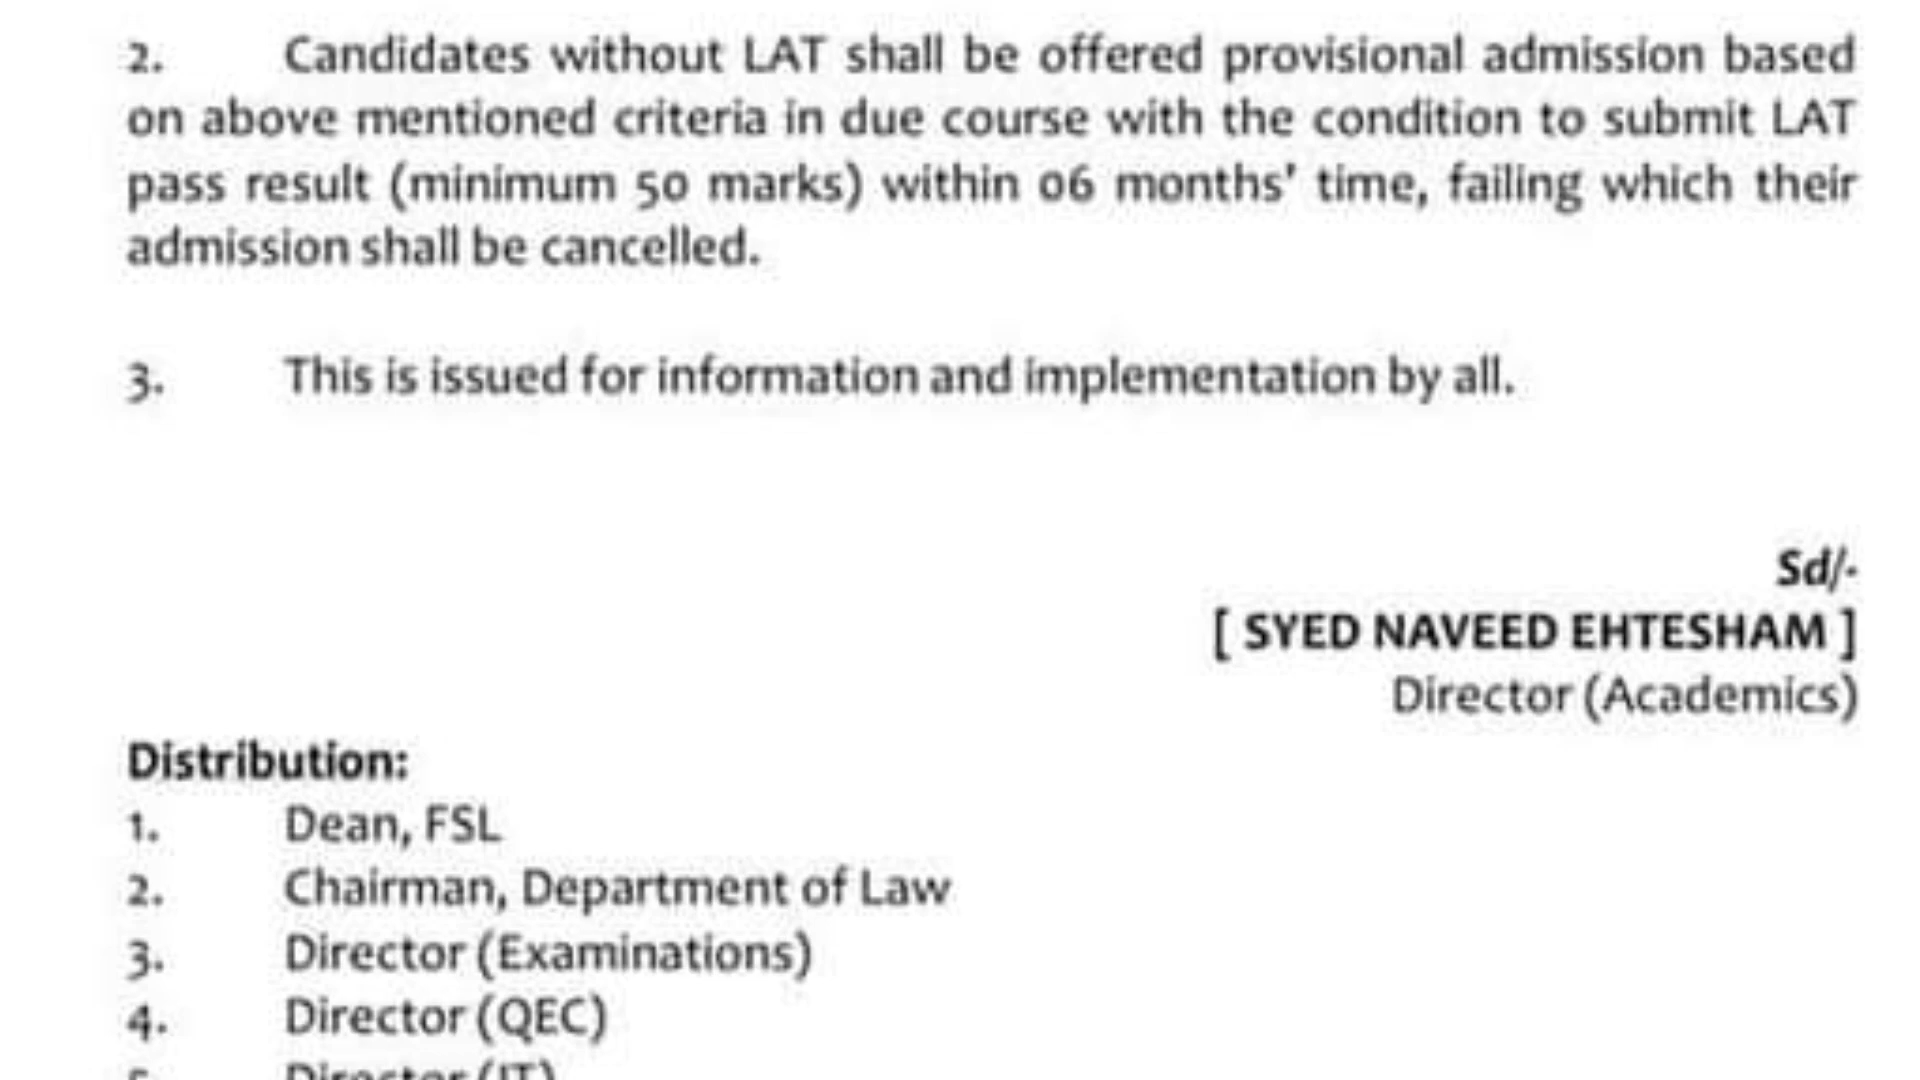 2. Candidates without LAT shall be offered provisional admission based
on above mentioned criteria in due course with the condition to submit LAT
pass result (minimum 50 marks) within 06 months' time, failing which their
admission shall be cancelled.
3. This is issued for information and implementation by all.
Sd/-
[ SYED NAVEED EHTESHAM ]
Director (Academics)
Distribution:
1. Dean, FSL
2. Chairman, Department of Law
3. Director (Examinations)
4. Director (QEC)
5. Director (IT)